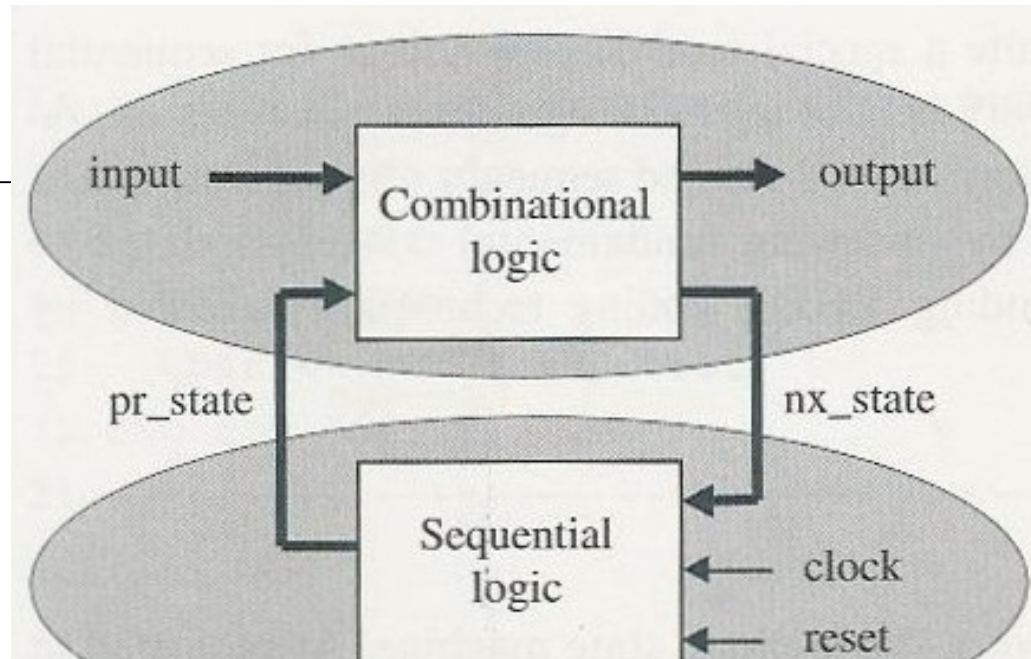 input
output
Combinational
logic
pr_state
nx_state
Sequential
logic
clock
reset